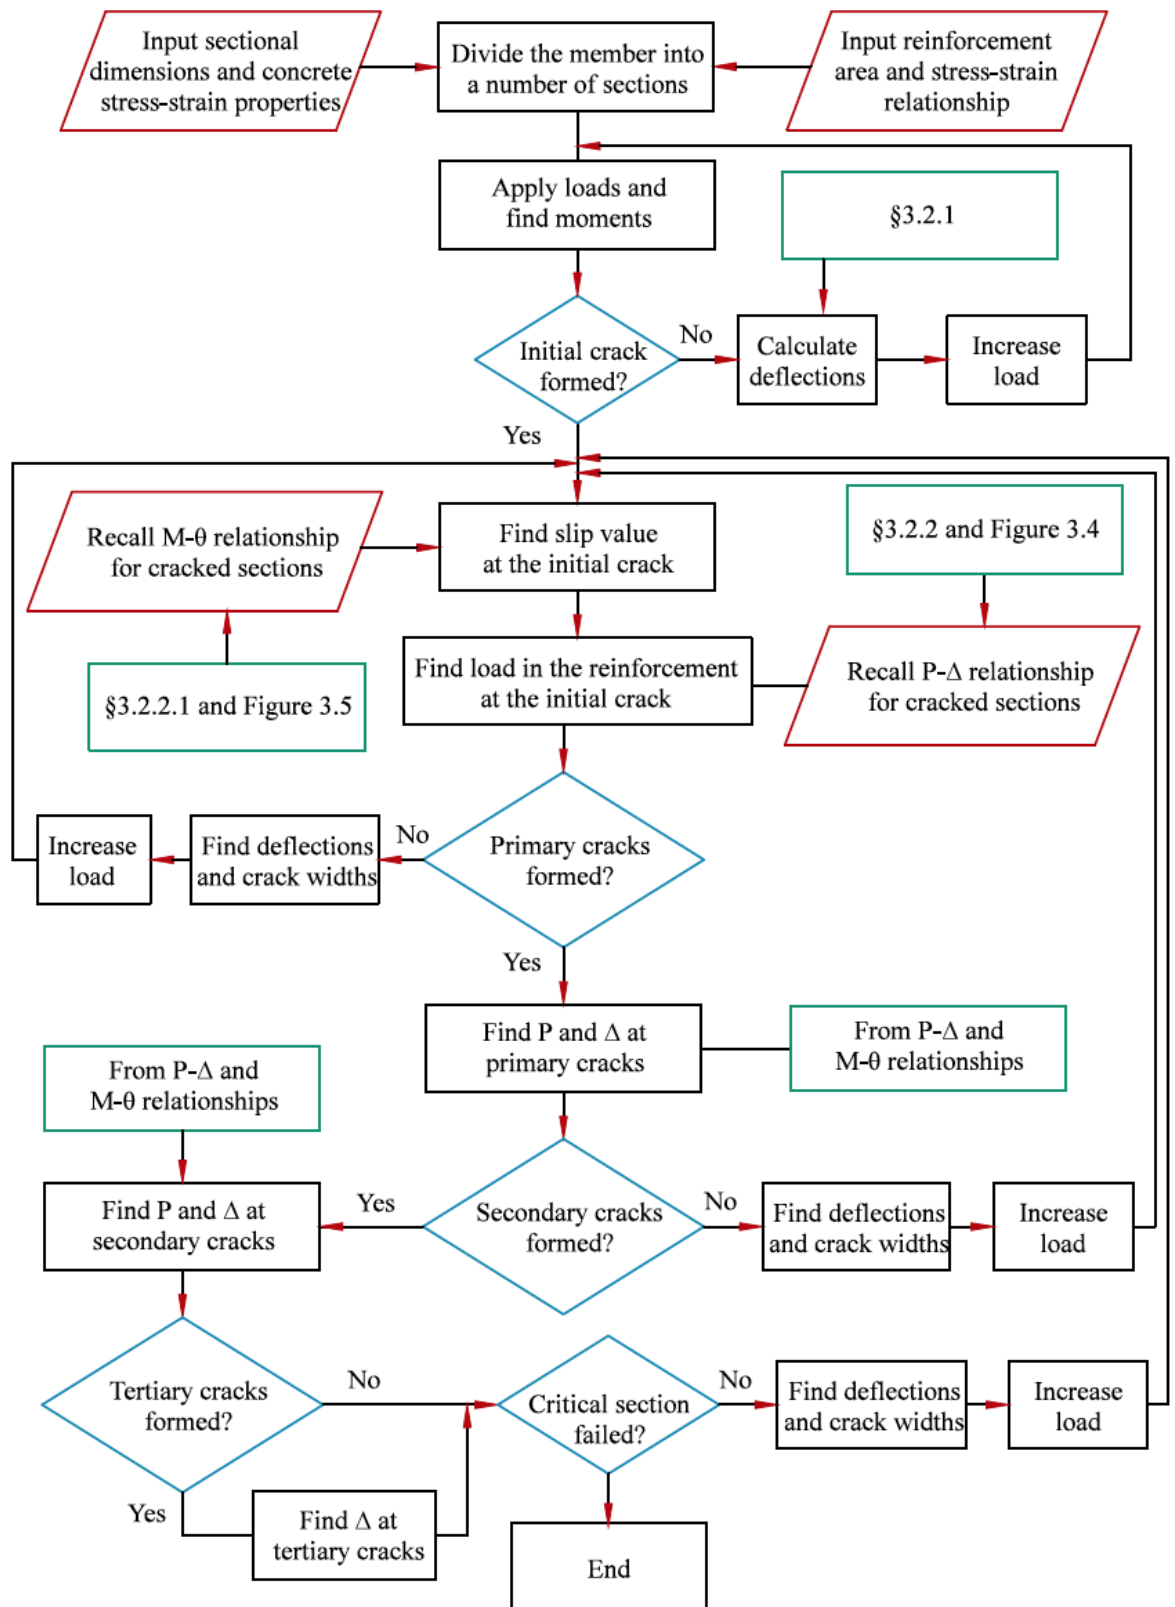 Input sectional
dimensions and concrete
stress-strain properties
Divide the member into
a number of sections
Input reinforcement
area and stress-strain
relationship
Apply loads and
find moments
§3.2.1
Initial crack
formed?
No
Calculate
deflections
Increase
load
Yes
Recall M-θ relationship
for cracked sections
Find slip value
at the initial crack
§3.2.2 and Figure 3.4
§3.2.2.1 and Figure 3.5
Find load in the reinforcement
at the initial crack
Recall P-Δ relationship
for cracked sections
Increase
load
Find deflections
and crack widths
No
Primary cracks
formed?
Yes
Find P and Δ at
primary cracks
From P-Δ and
M-θ relationships
From P-Δ and
M-θ relationships
Find P and Δ at
secondary cracks
Yes
Secondary cracks
formed?
No
Find deflections
and crack widths
Increase
load
Tertiary cracks
formed?
No
Critical section
failed?
No
Find deflections
and crack widths
Increase
load
Yes
Find Δ at
tertiary cracks
End